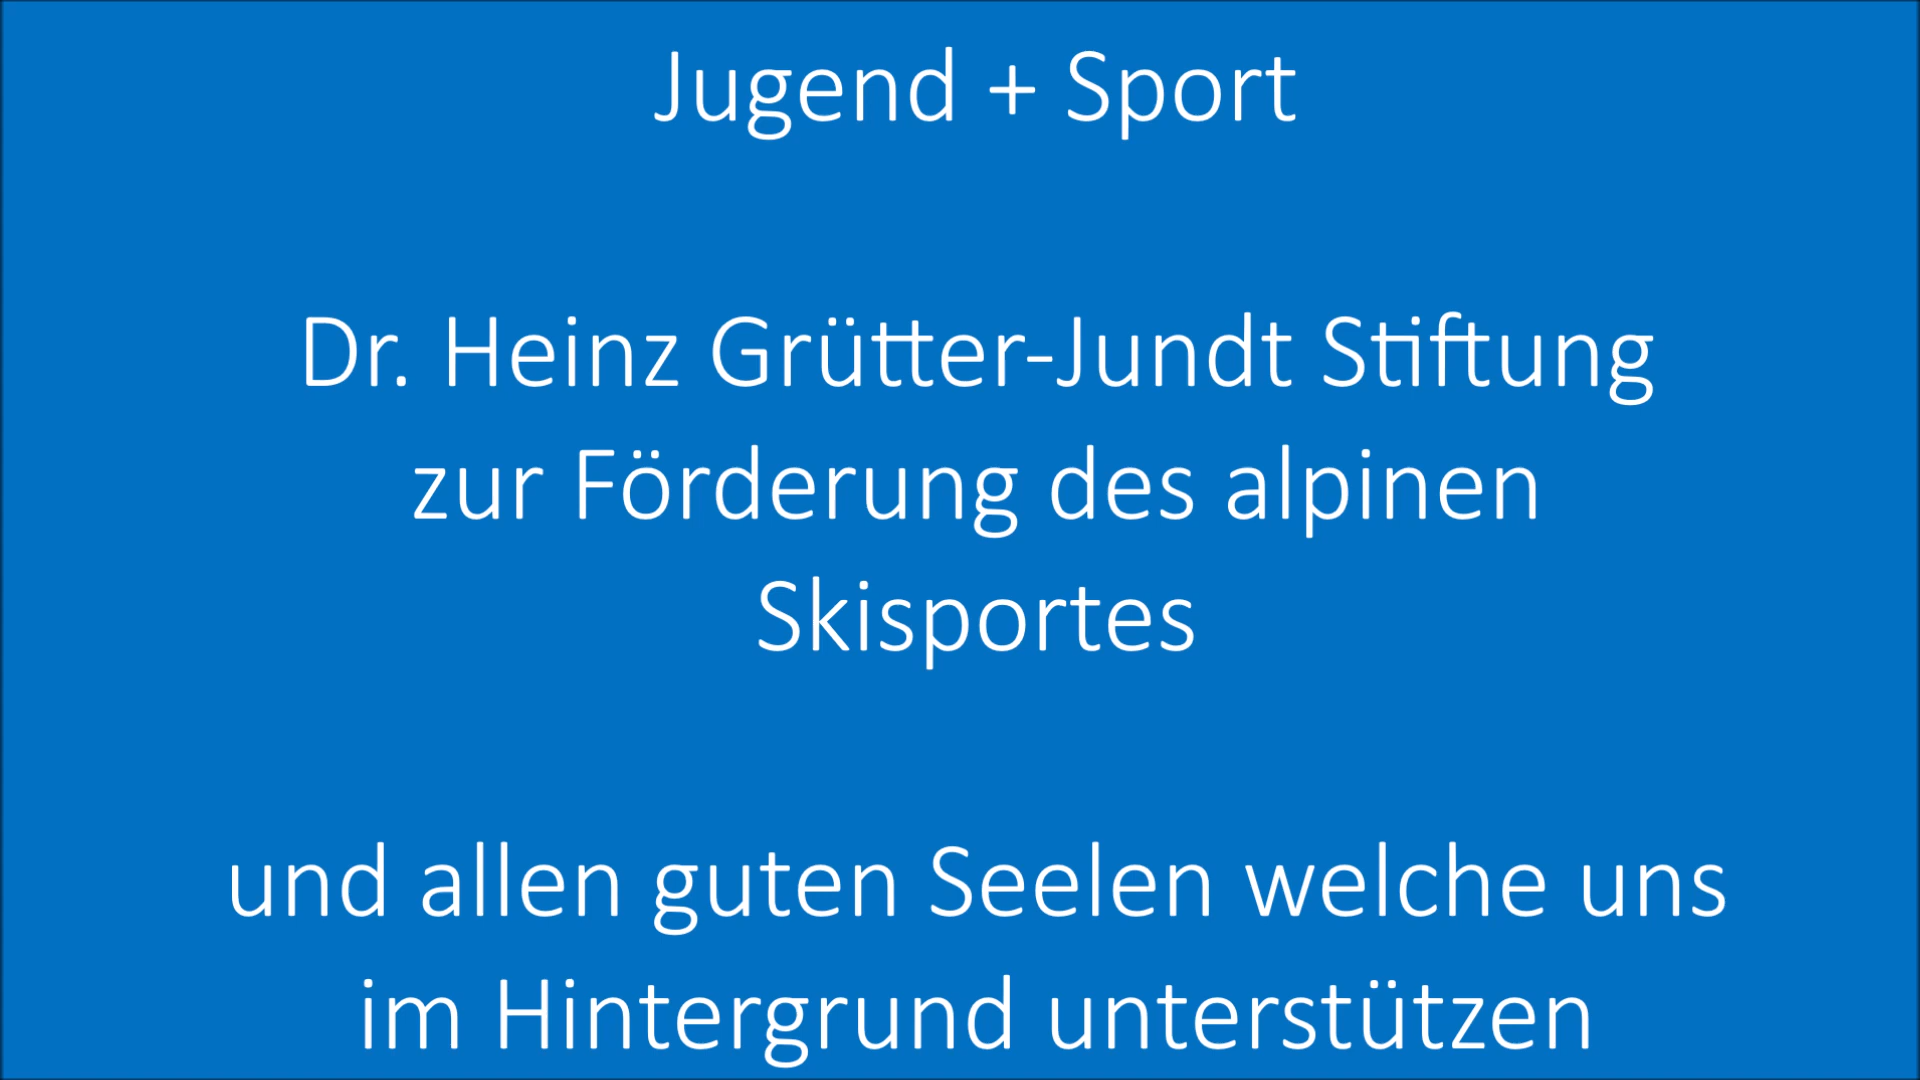 Jugend + Sport
Dr. Heinz Grütter-Jundt Stiftung
zur Förderung des alpinen
Skisportes
und allen guten Seelen welche uns
im Hintergrund unterstützen